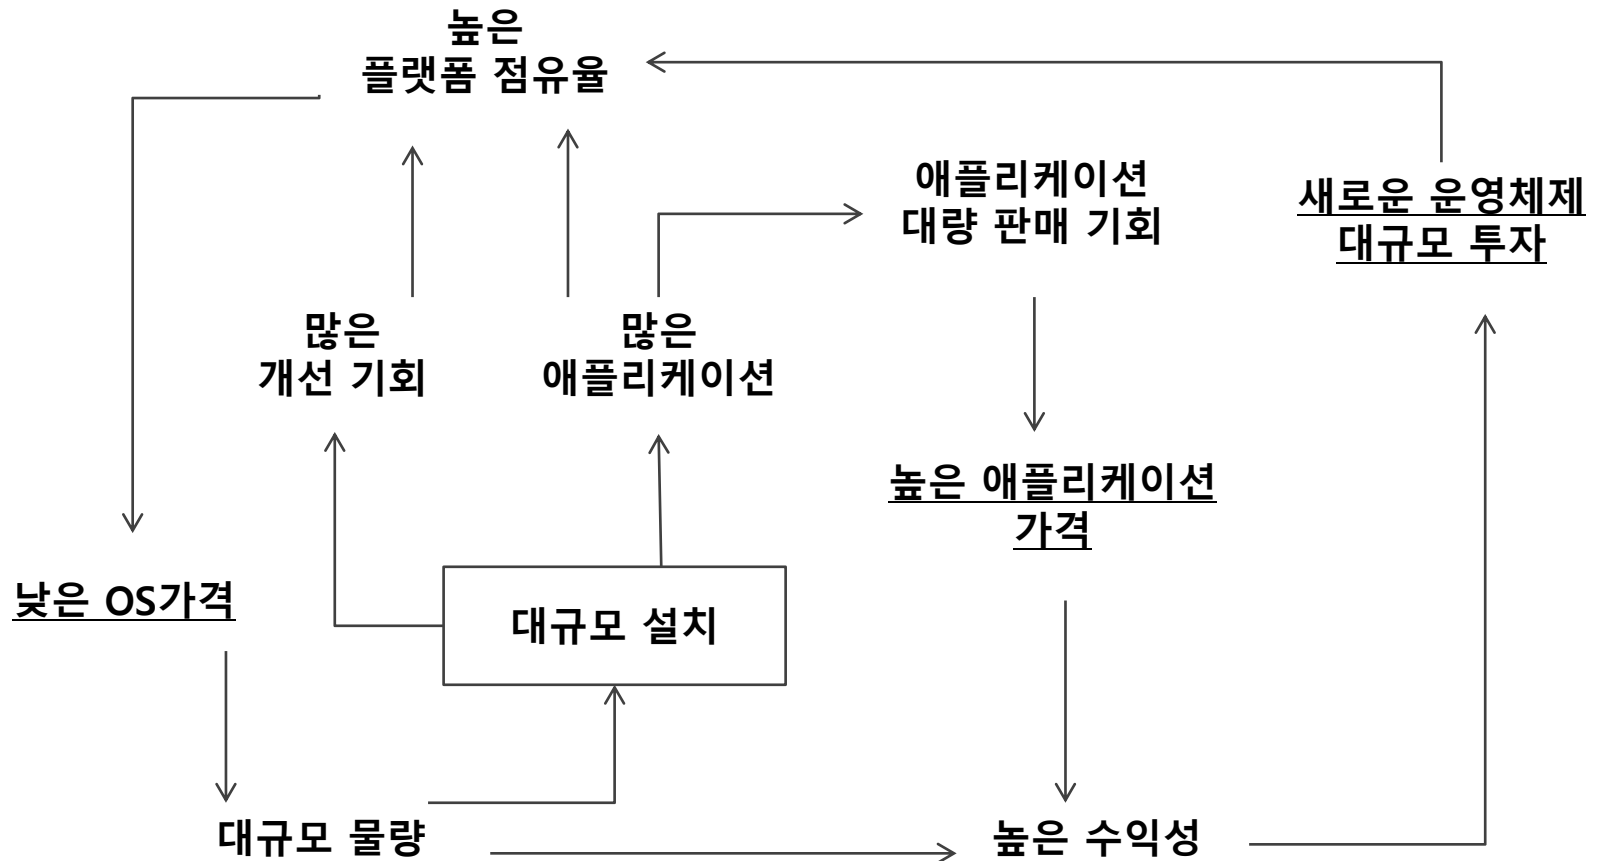 높은
플랫폼 점유율
애플리케이션
대량 판매 기회
새로운 운영체제
대규모 투자
많은
개선 기회
많은
애플리케이션
높은 애플리케이션
가격
낮은 OS가격
대규모 설치
대규모 물량
높은 수익성